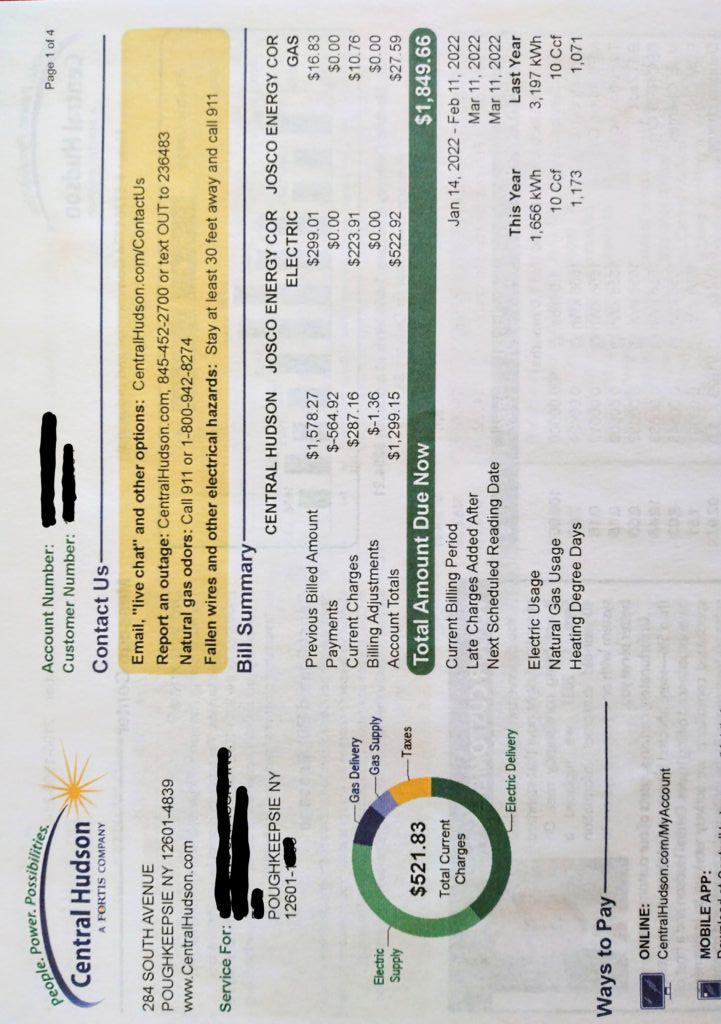 People. Power. Possibilities.
Central Hudson
A FORTIS COMPANY
284 SOUTH AVENUE
POUGHKEEPSIE NY 12601-4839
www.CentralHudson.com
Service For:
POUGHKEEPSIE NY
12601-
Gas Delivery
Gas Supply
Taxes
Electric Delivery
Electric
Supply
$521.83
Total Current
Charges
Ways to Pay
ONLINE:
CentralHudson.com/MyAccount
MOBILE APP:
Account Number:
Customer Number:
Page 1 of 4
Contact Us
Email, "live chat" and other options: CentralHudson.com/ContactUs
Report an outage: CentralHudson.com, 845-452-2700 or text OUT to 236483
Natural gas odors: Call 911 or 1-800-942-8274
Fallen wires and other electrical hazards: Stay at least 30 feet away and call 911
Bill Summary
CENTRAL HUDSON JOSCO ENERGY COR JOSCO ENERGY COR
ELECTRIC GAS
Previous Billed Amount $1,578.27 $299.01 $16.83
Payments $-564.92 $0.00 $0.00
Current Charges $287.16 $223.91 $10.76
Billing Adjustments $-1.36 $0.00 $0.00
Account Totals $1,299.15 $522.92 $27.59
Total Amount Due Now $1,849.66
Current Billing Period Jan 14, 2022 - Feb 11, 2022
Late Charges Added After Mar 11, 2022
Next Scheduled Reading Date Mar 11, 2022
This Year Last Year
Electric Usage 1,656 kWh 3,197 kWh
Natural Gas Usage 10 Ccf 10 Ccf
Heating Degree Days 1,173 1,071